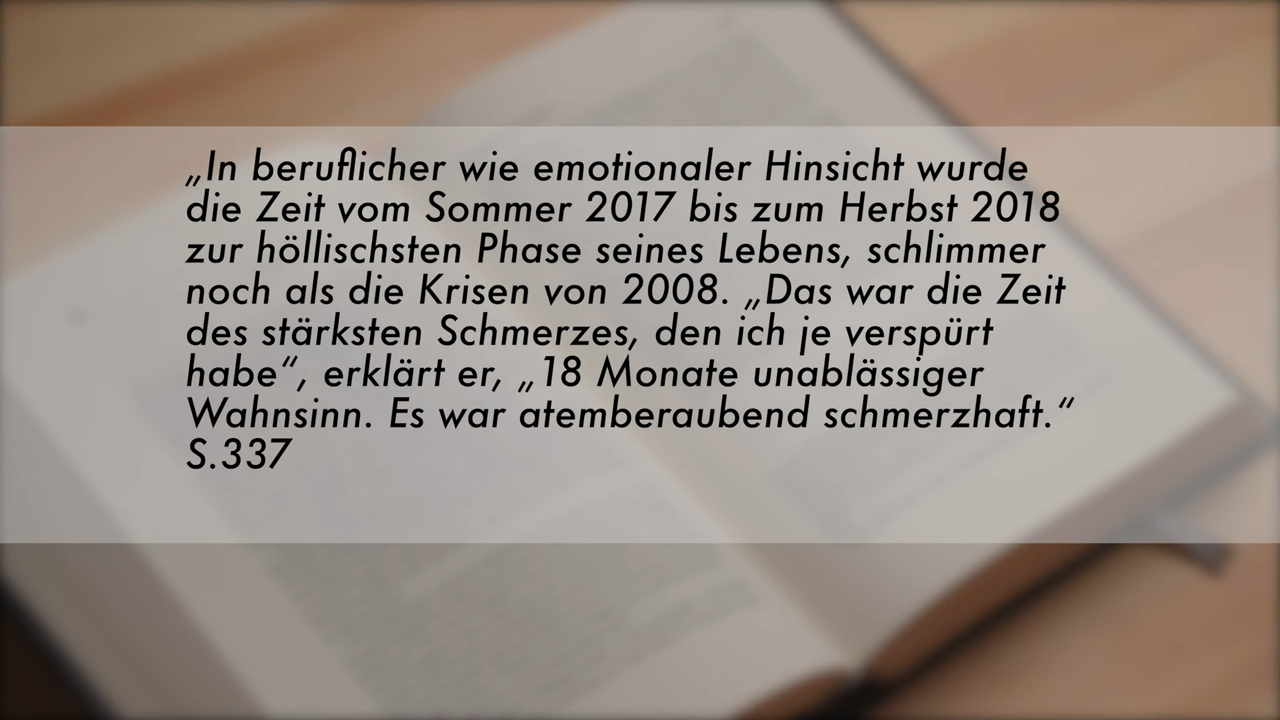 „In beruflicher wie emotionaler Hinsicht wurde
die Zeit vom Sommer 2017 bis zum Herbst 2018
zur höllischsten Phase seines Lebens, schlimmer
noch als die Krisen von 2008. „Das war die Zeit
des stärksten Schmerzes, den ich je verspürt
habe“, erklärt er, „18 Monate unablässiger
Wahnsinn. Es war atemberaubend schmerzhaft.“
S.337